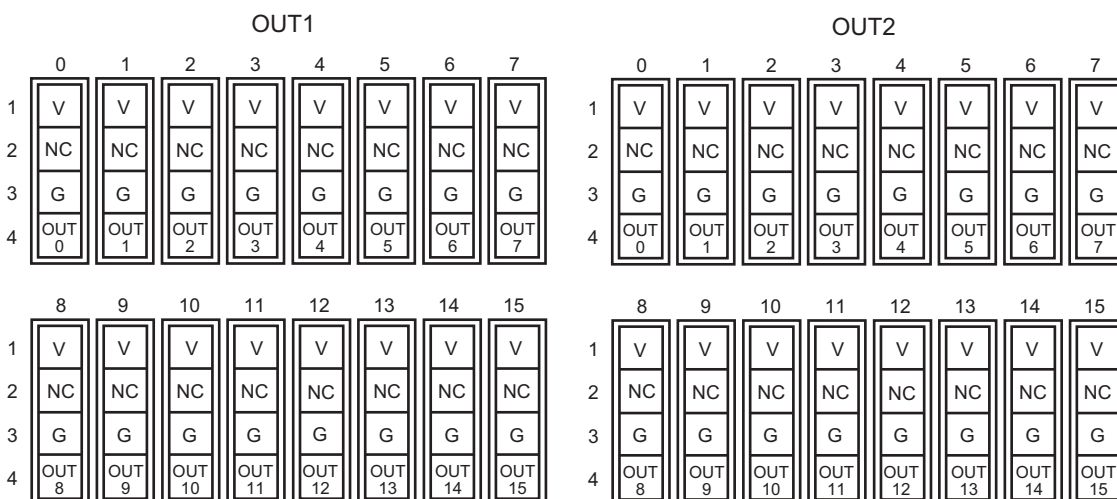 OUT1
0 1 2 3 4 5 6 7
1 V V V V V V V V
2 NC NC NC NC NC NC NC NC
3 G G G G G G G G
4 OUT 0 OUT 1 OUT 2 OUT 3 OUT 4 OUT 5 OUT 6 OUT 7
8 9 10 11 12 13 14 15
1 V V V V V V V V
2 NC NC NC NC NC NC NC NC
3 G G G G G G G G
4 OUT 8 OUT 9 OUT 10 OUT 11 OUT 12 OUT 13 OUT 14 OUT 15
OUT2
0 1 2 3 4 5 6 7
1 V V V V V V V V
2 NC NC NC NC NC NC NC NC
3 G G G G G G G G
4 OUT 0 OUT 1 OUT 2 OUT 3 OUT 4 OUT 5 OUT 6 OUT 7
8 9 10 11 12 13 14 15
1 V V V V V V V V
2 NC NC NC NC NC NC NC NC
3 G G G G G G G G
4 OUT 8 OUT 9 OUT 10 OUT 11 OUT 12 OUT 13 OUT 14 OUT 15